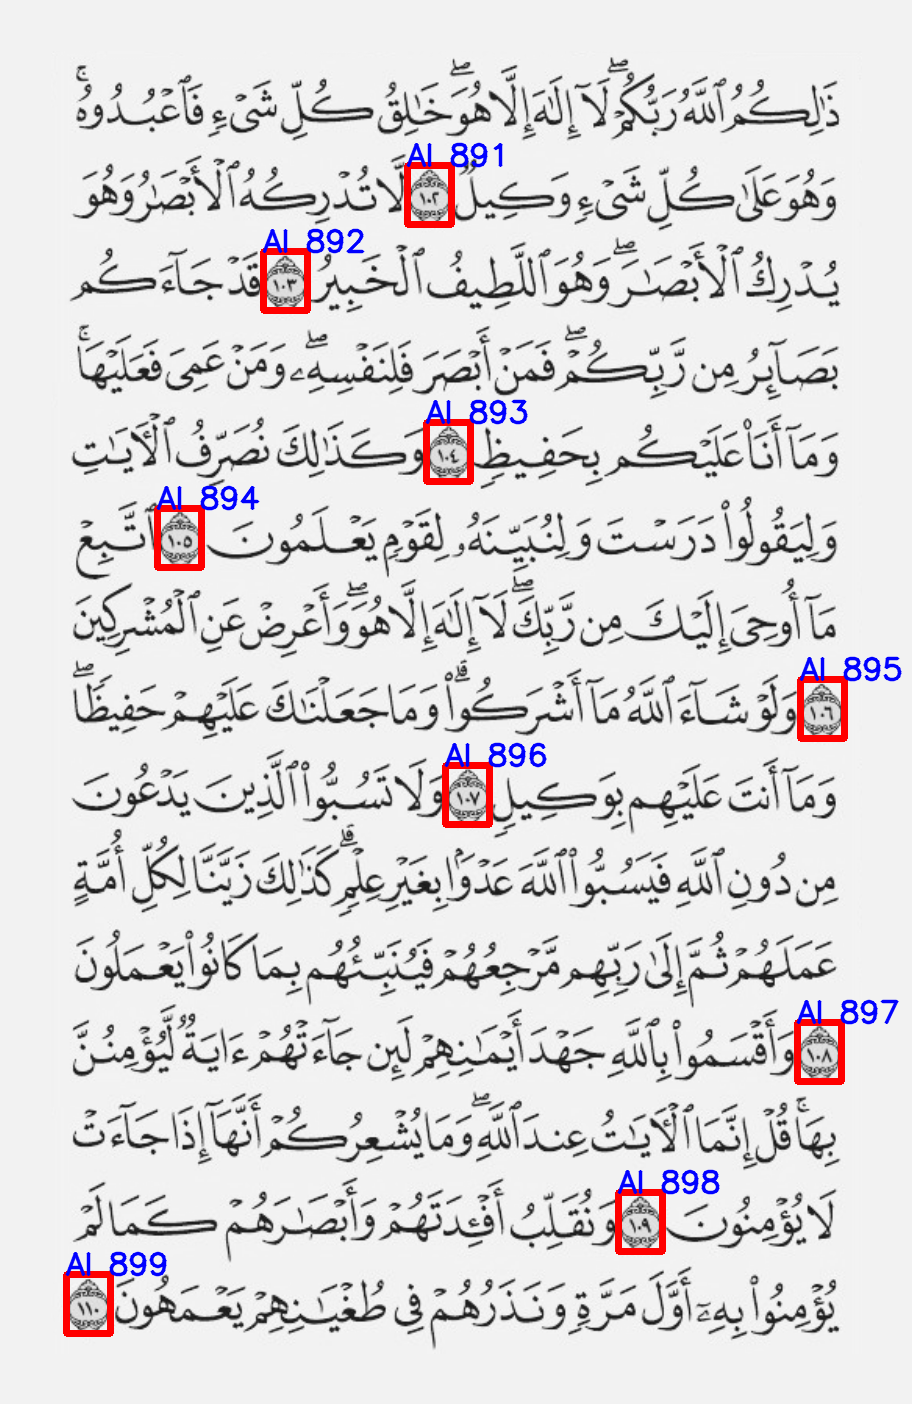 ذَٰلِكُمُ ٱللَّهُ رَبُّكُمْۖ لَآ إِلَٰهَ إِلَّا هُوَۖ خَٰلِقُ كُلِّ شَىْءٍ فَٱعْبُدُوهُۚ
AI 891
وَهُوَ عَلَىٰ كُلِّ شَىْءٍ وَكِيلٌ ١٠٢ لَّا تُدْرِكُهُ ٱلْأَبْصَٰرُ وَهُوَ
AI 892
يُدْرِكُ ٱلْأَبْصَٰرَۖ وَهُوَ ٱللَّطِيفُ ٱلْخَبِيرُ ١٠٣ قَدْ جَآءَكُم
بَصَآئِرُ مِن رَّبِّكُمْۖ فَمَنْ أَبْصَرَ فَلِنَفْسِهِۦۖ وَمَنْ عَمِىَ فَعَلَيْهَاۚ
AI 893
وَمَآ أَنَا۠ عَلَيْكُم بِحَفِيظٍ ١٠٤ وَكَذَٰلِكَ نُصَرِّفُ ٱلْءَايَٰتِ
AI 894
وَلِيَقُولُوا۟ دَرَسْتَ وَلِنُبَيِّنَهُۥ لِقَوْمٍ يَعْلَمُونَ ١٠٥ ٱتَّبِعْ
مَآ أُوحِىَ إِلَيْكَ مِن رَّبِّكَۖ لَآ إِلَٰهَ إِلَّا هُوَۖ وَأَعْرِضْ عَنِ ٱلْمُشْرِكِينَ
AI 895
١٠٦ وَلَوْ شَآءَ ٱللَّهُ مَآ أَشْرَكُوا۟ۗ وَمَا جَعَلْنَٰكَ عَلَيْهِمْ حَفِيظًاۖ
AI 896
وَمَآ أَنتَ عَلَيْهِم بِوَكِيلٍ ١٠٧ وَلَا تَسُبُّوا۟ ٱلَّذِينَ يَدْعُونَ
مِن دُونِ ٱللَّهِ فَيَسُبُّوا۟ ٱللَّهَ عَدْوًۢا بِغَيْرِ عِلْمٍۗ كَذَٰلِكَ زَيَّنَّا لِكُلِّ أُمَّةٍ
عَمَلَهُمْ ثُمَّ إِلَىٰ رَبِّهِم مَّرْجِعُهُمْ فَيُنَبِّئُهُم بِمَا كَانُوا۟ يَعْمَلُونَ
AI 897
١٠٨ وَأَقْسَمُوا۟ بِٱللَّهِ جَهْدَ أَيْمَٰنِهِمْ لَئِن جَآءَتْهُمْ ءَايَةٌ لَّيُؤْمِنُنَّ
بِهَاۚ قُلْ إِنَّمَا ٱلْءَايَٰتُ عِندَ ٱللَّهِۖ وَمَا يُشْعِرُكُمْ أَنَّهَآ إِذَا جَآءَتْ
AI 898
لَا يُؤْمِنُونَ ١٠٩ وَنُقَلِّبُ أَفْـِٔدَتَهُمْ وَأَبْصَٰرَهُمْ كَمَا لَمْ
AI 899
يُؤْمِنُوا۟ بِهِۦٓ أَوَّلَ مَرَّةٍ وَنَذَرُهُمْ فِى طُغْيَٰنِهِمْ يَعْمَهُونَ ١١٠